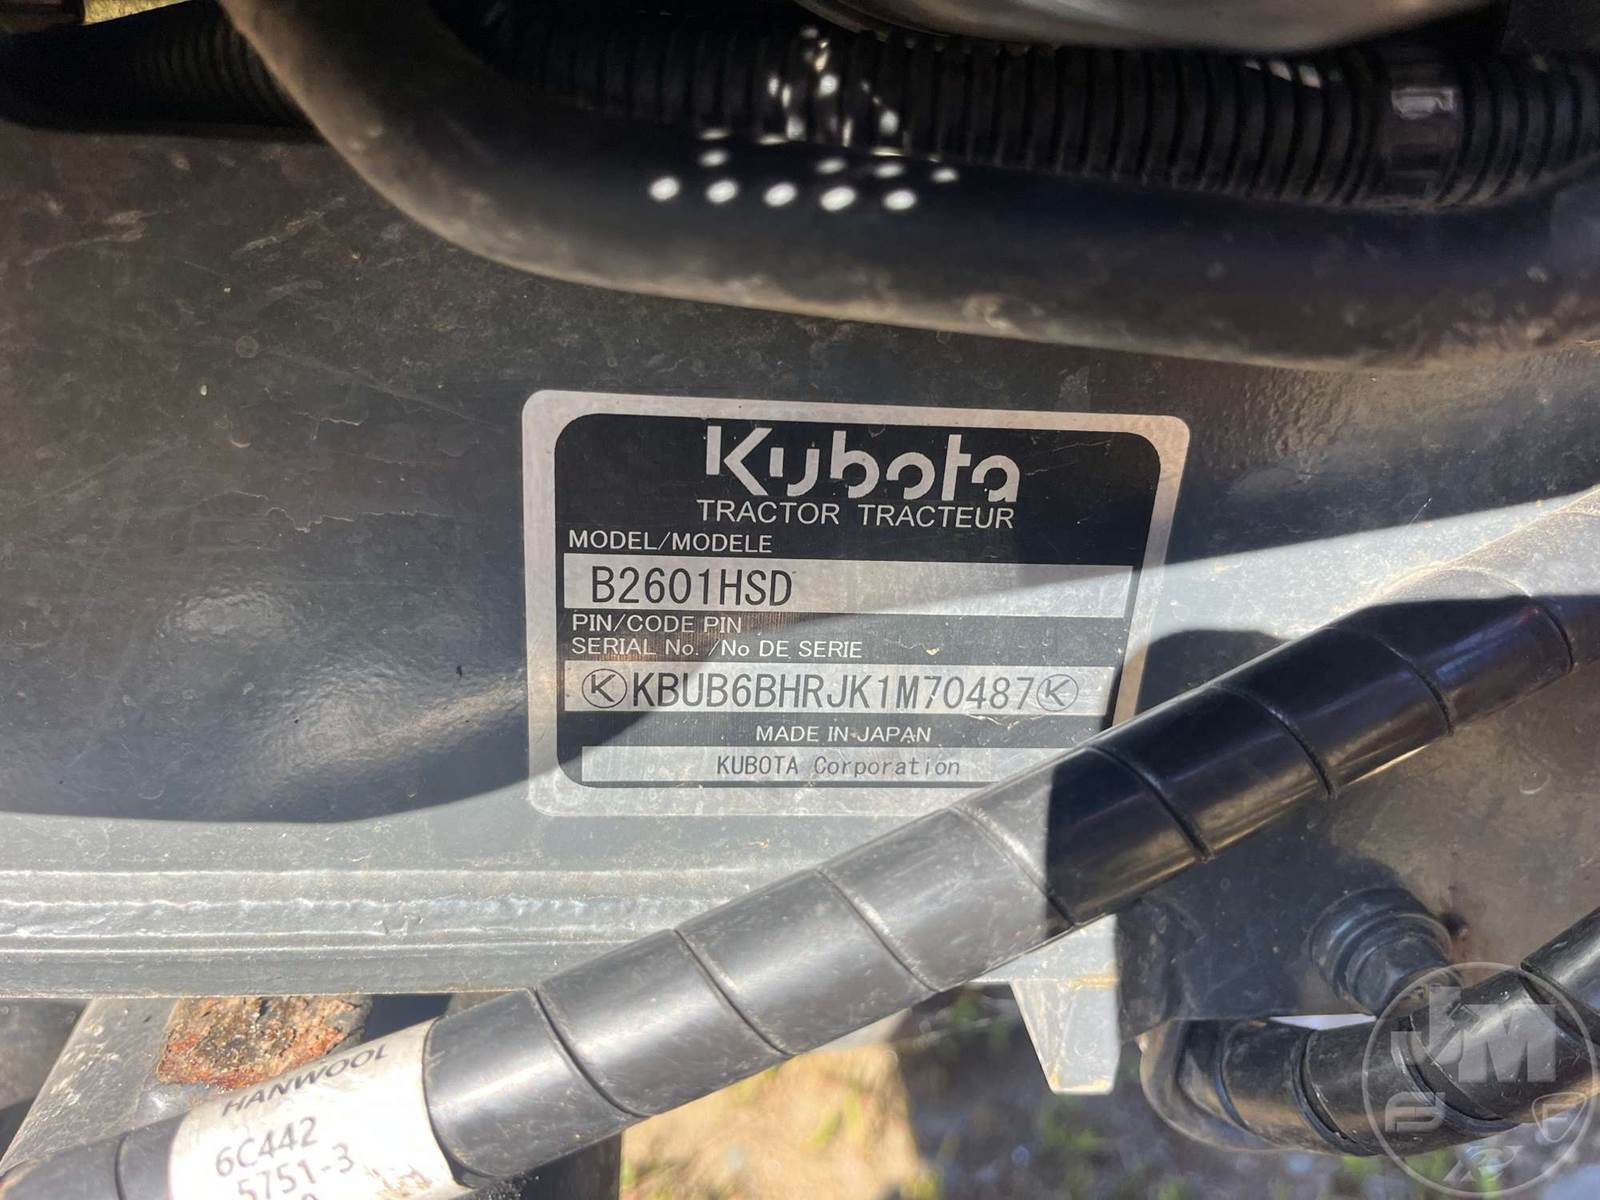 Kubota
TRACTOR TRACTEUR
MODEL/MODELE
B2601HSD
PIN/CODE PIN
SERIAL No. /No DE SERIE
KBUB6BHRJK1M70487
MADE IN JAPAN
KUBOTA Corporation
HANWOOL
6C442
5751-3
J&M